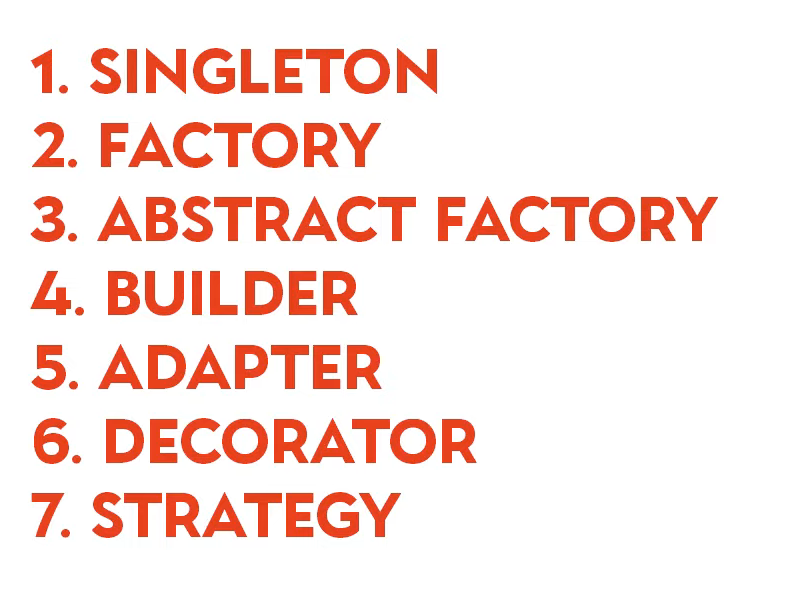 1. SINGLETON
2. FACTORY
3. ABSTRACT FACTORY
4. BUILDER
5. ADAPTER
6. DECORATOR
7. STRATEGY